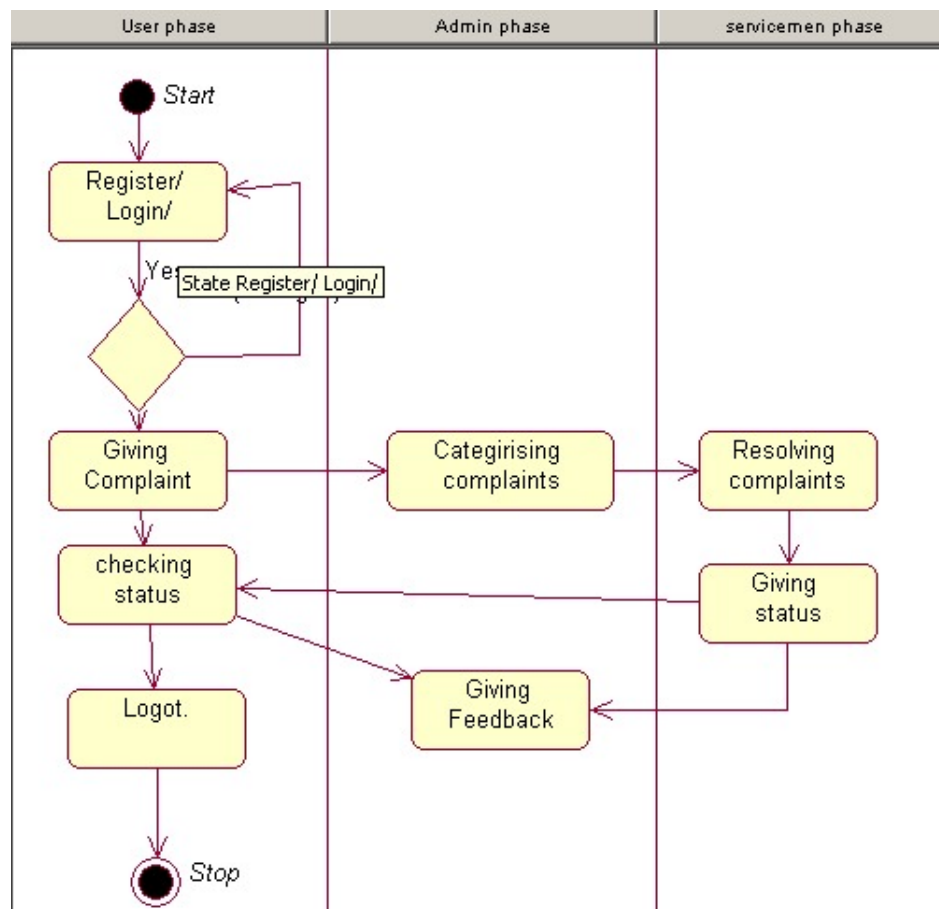 User phase
Admin phase
servicemen phase
Start
Register/
Login/
Yes
State Register/ Login/
Giving
Complaint
Categirising
complaints
Resolving
complaints
checking
status
Giving
status
Giving
Feedback
Logot.
Stop